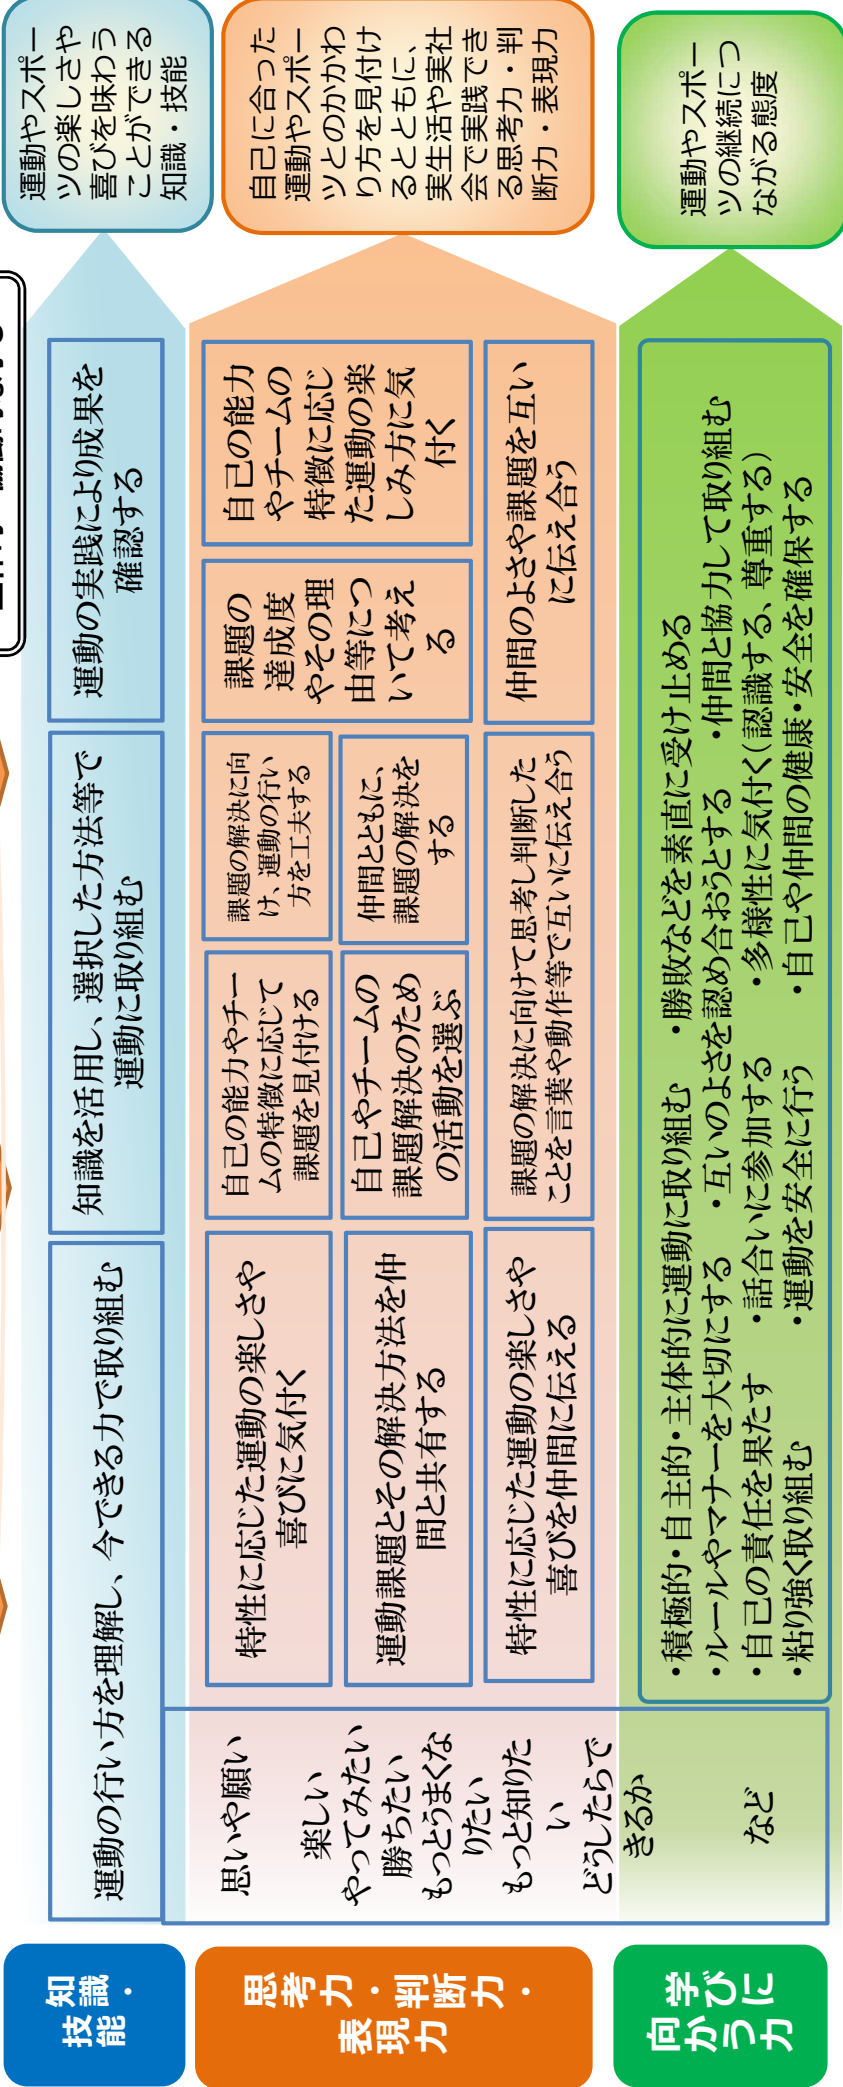 知識・
技能
運動の行い方を理解し、今できる力で取り組む
知識を活用し、選択した方法等で
運動に取り組む
運動の実践により成果を
確認する
運動やスポー
ツの楽しさや
喜びを味わう
ことができる
知識・技能
思考力・判断力・
表現力
思いや願い
楽しい
やってみたい
勝ちたい
もっとうまくな
りたい
もっと知りた
い
どうしたらで
きるか
など
特性に応じた運動の楽しさや
喜びに気付く
運動課題とその解決方法を仲
間と共有する
特性に応じた運動の楽しさや
喜びを仲間に伝える
自己の能力やチー
ムの特徴に応じて
課題を見付ける
自己やチームの
課題解決のため
の活動を選ぶ
課題の解決に向
け、運動の行い
方を工夫する
仲間とともに、
課題の解決を
する
課題の解決に向けて思考し判断した
ことを言葉や動作等で互いに伝え合う
課題の
達成度
やその理
由等につ
いて考え
る
自己の能力
やチームの
特徴に応じ
た運動の楽
しみ方に気
付く
仲間のよさや課題を互い
に伝え合う
自己に合った
運動やスポー
ツとのかかわ
り方を見付け
るとともに、
実生活や実社
会で実践でき
る思考力・判
断力・表現力
学びに
向かう
力
・積極的・自主的・主体的に運動に取り組む ・勝敗などを素直に受け止める
・ルールやマナーを大切にする ・互いのよさを認め合おうとする ・仲間と協力して取り組む
・自己の責任を果たす ・話合いに参加する ・多様性に気付く(認識する、尊重する)
・粘り強く取り組む ・運動を安全に行う ・自己や仲間の健康・安全を確保する
運動やスポー
ツの継続につ
ながる態度